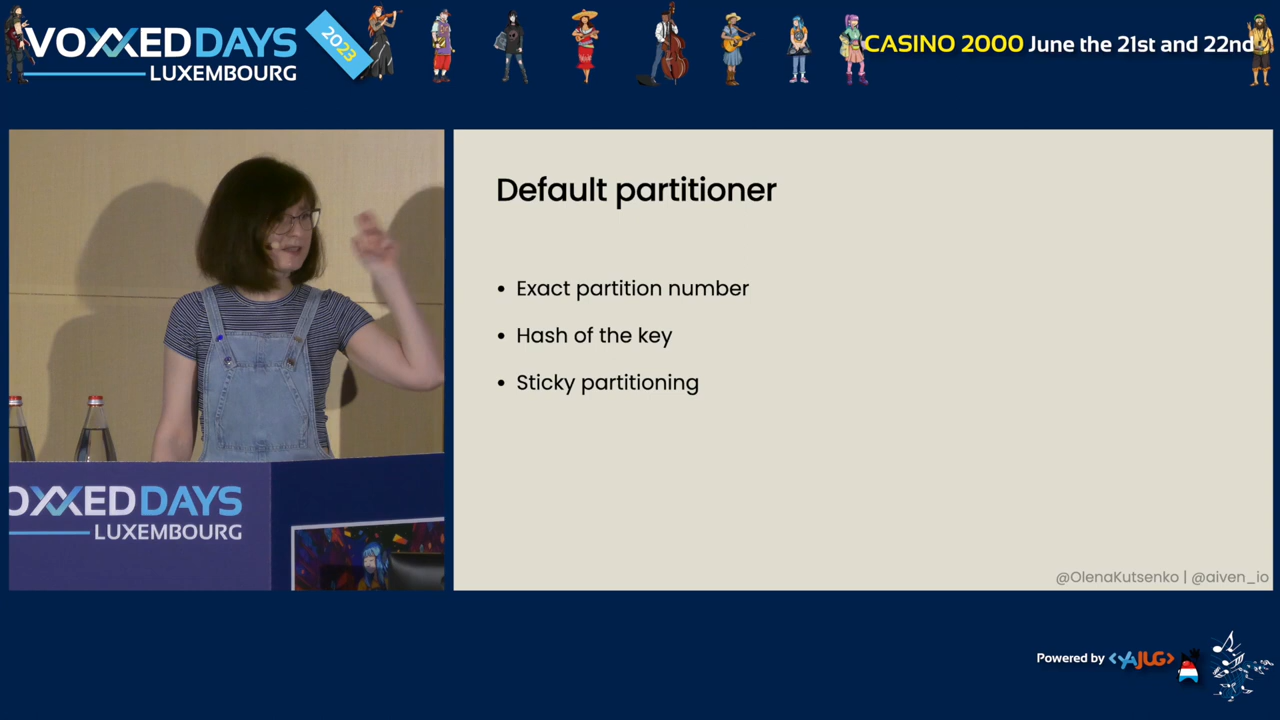 VOXXED DAYS
LUXEMBOURG
2023
CASINO 2000 June the 21st and 22nd
Default partitioner
• Exact partition number
• Hash of the key
• Sticky partitioning
@OlenaKutsenko | @aiven_io
OXXED DAYS
LUXEMBOURG
Powered by <YAJUG>